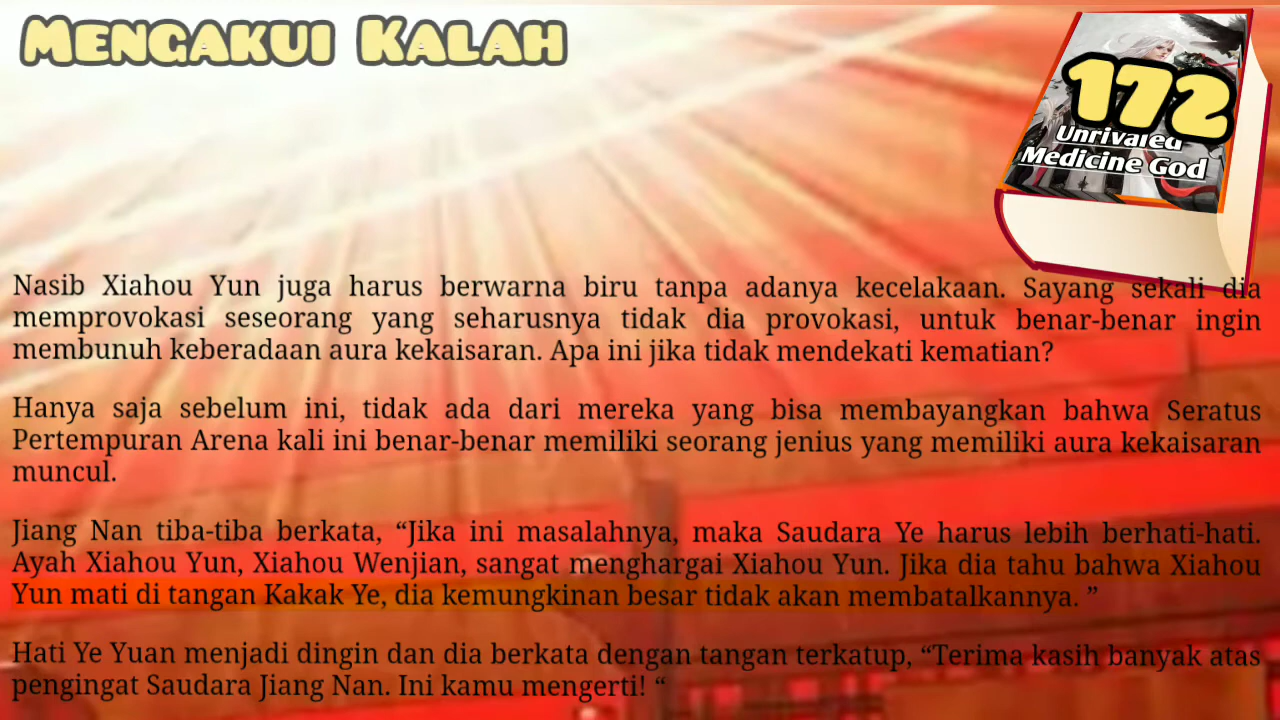 Mengakui Kalah
172
Unrivaled
Medicine God
Nasib Xiahou Yun juga harus berwarna biru tanpa adanya kecelakaan. Sayang sekali dia
memprovokasi seseorang yang seharusnya tidak dia provokasi, untuk benar-benar ingin
membunuh keberadaan aura kekaisaran. Apa ini jika tidak mendekati kematian?
Hanya saja sebelum ini, tidak ada dari mereka yang bisa membayangkan bahwa Seratus
Pertempuran Arena kali ini benar-benar memiliki seorang jenius yang memiliki aura kekaisaran
muncul.
Jiang Nan tiba-tiba berkata, “Jika ini masalahnya, maka Saudara Ye harus lebih berhati-hati.
Ayah Xiahou Yun, Xiahou Wenjian, sangat menghargai Xiahou Yun. Jika dia tahu bahwa Xiahou
Yun mati di tangan Kakak Ye, dia kemungkinan besar tidak akan membatalkannya. ”
Hati Ye Yuan menjadi dingin dan dia berkata dengan tangan terkatup, “Terima kasih banyak atas
pengingat Saudara Jiang Nan. Ini kamu mengerti! “